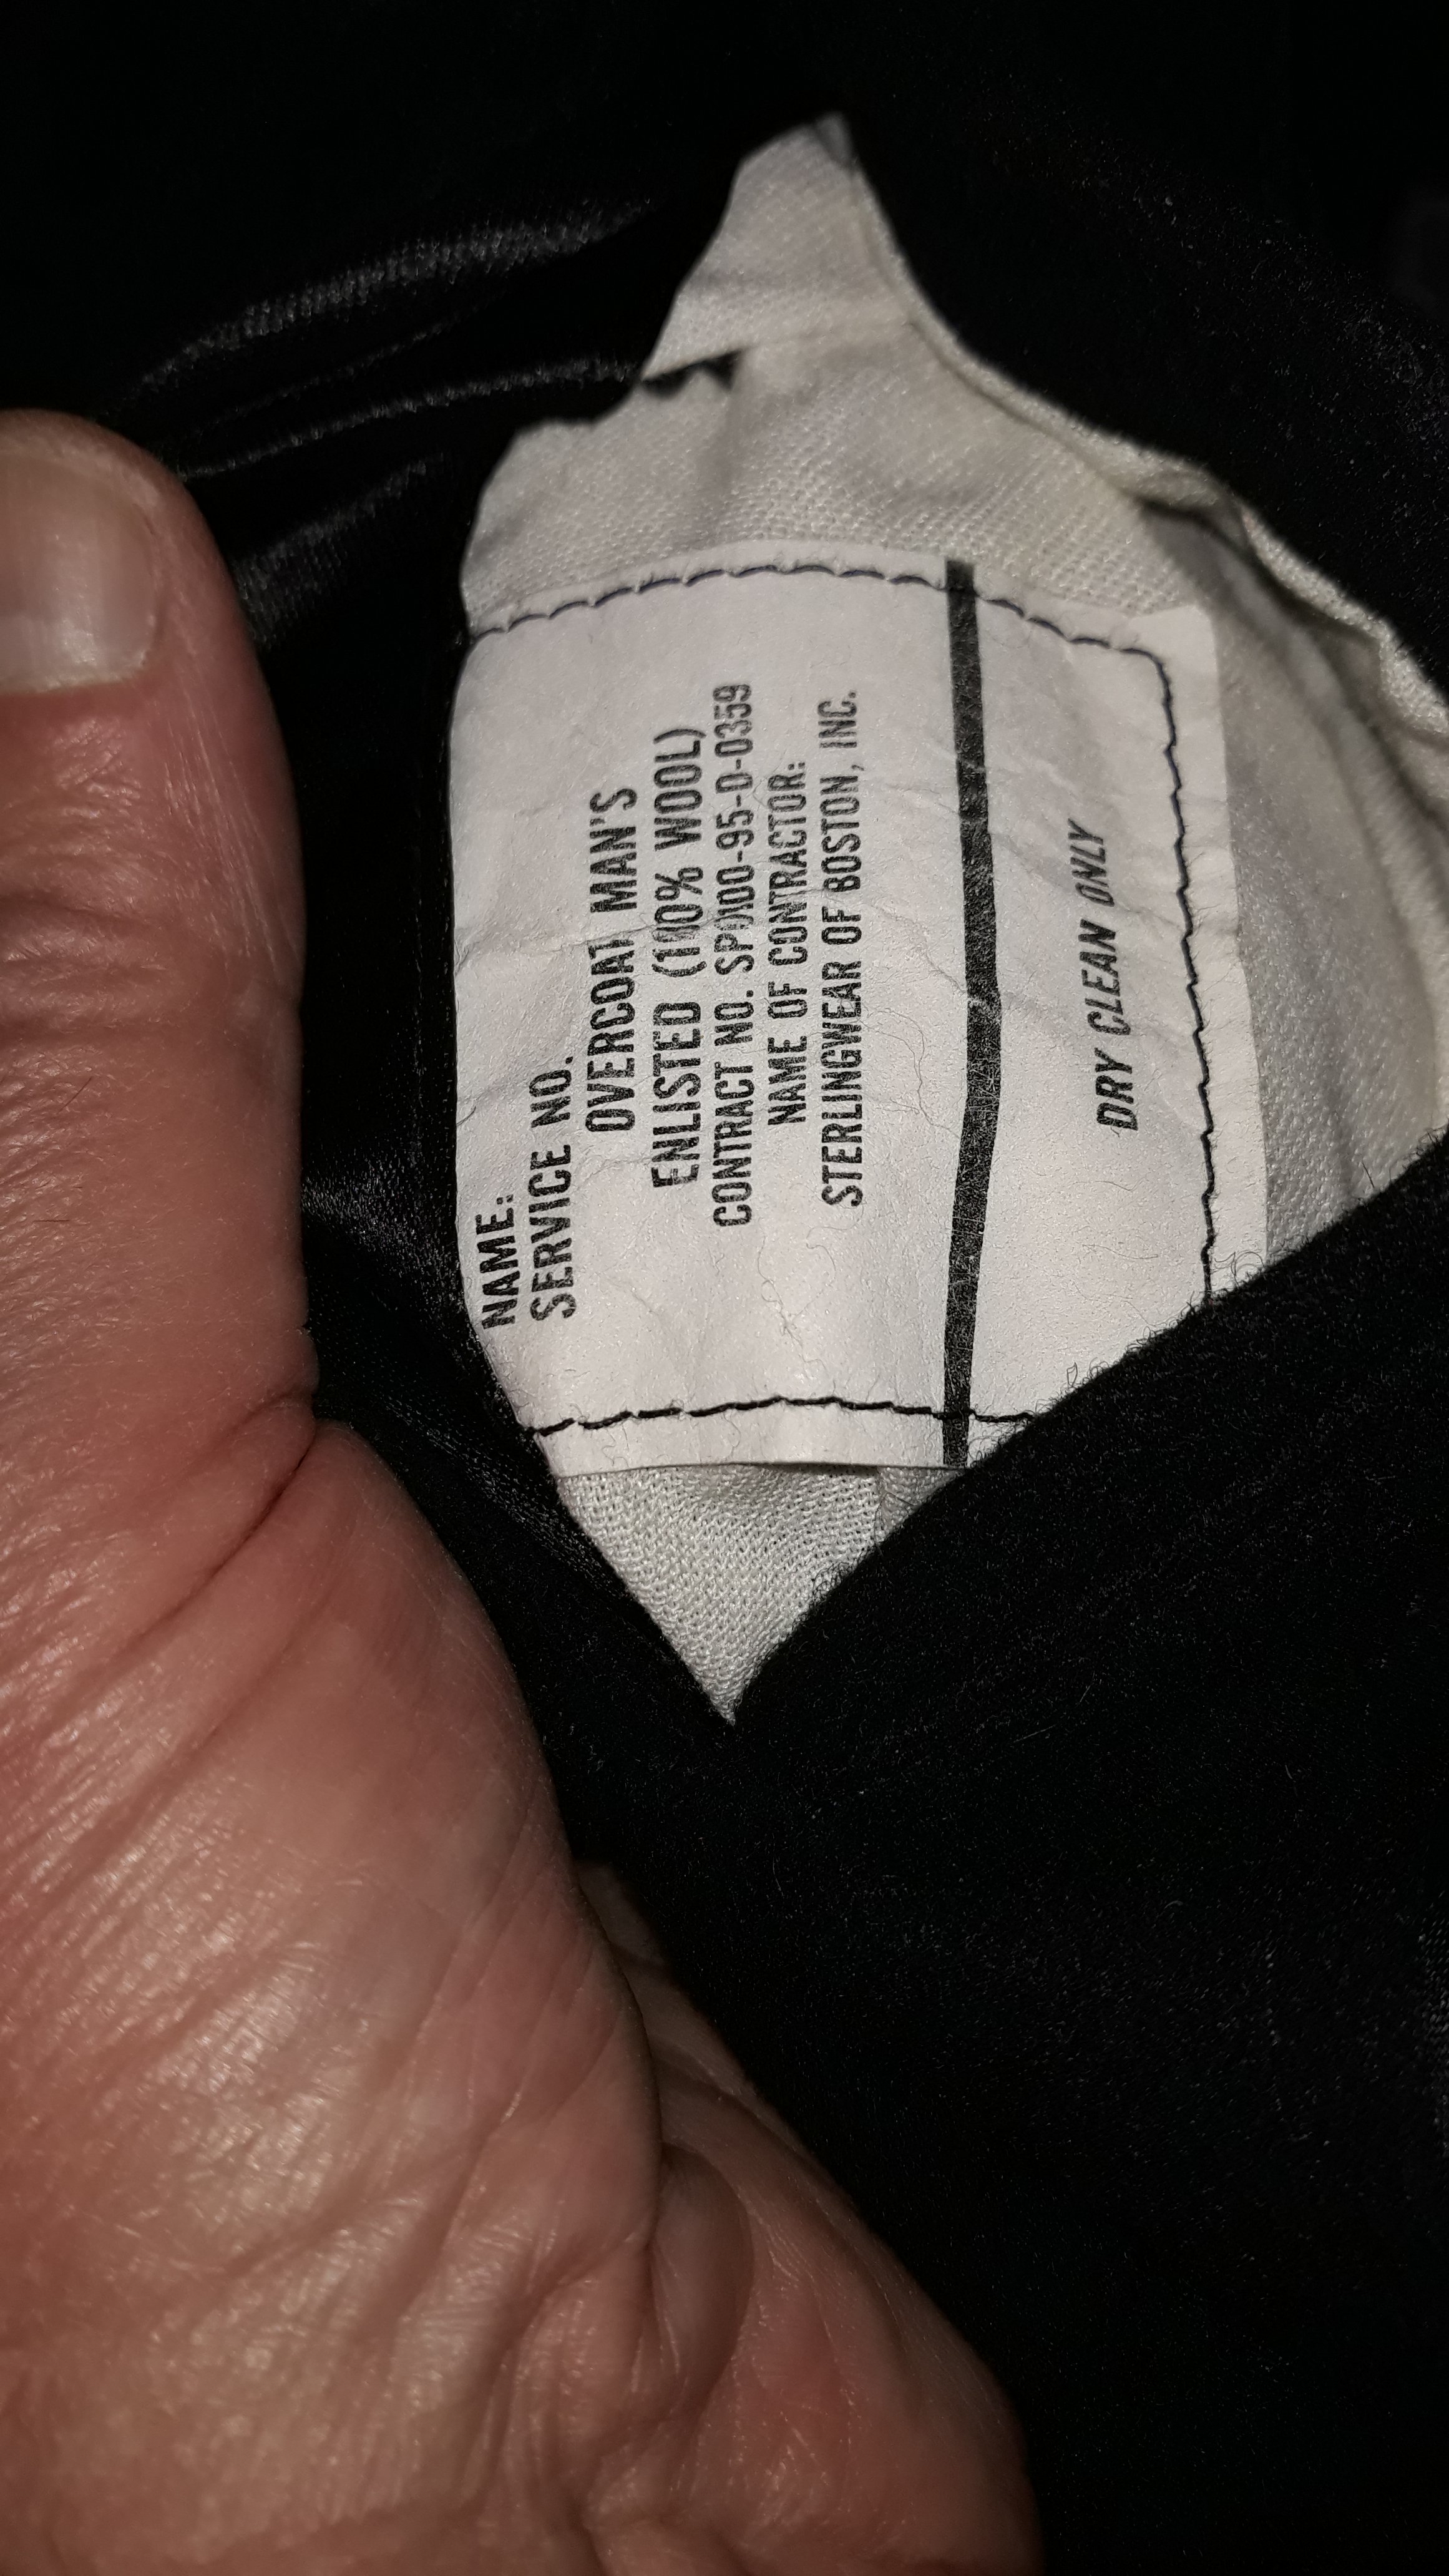 NAME:
SERVICE NO.
OVERCOAT MAN'S
ENLISTED (100% WOOL)
CONTRACT NO. SP0100-95-D-0359
NAME OF CONTRACTOR:
STERLINGWEAR OF BOSTON, INC.
DRY CLEAN ONLY